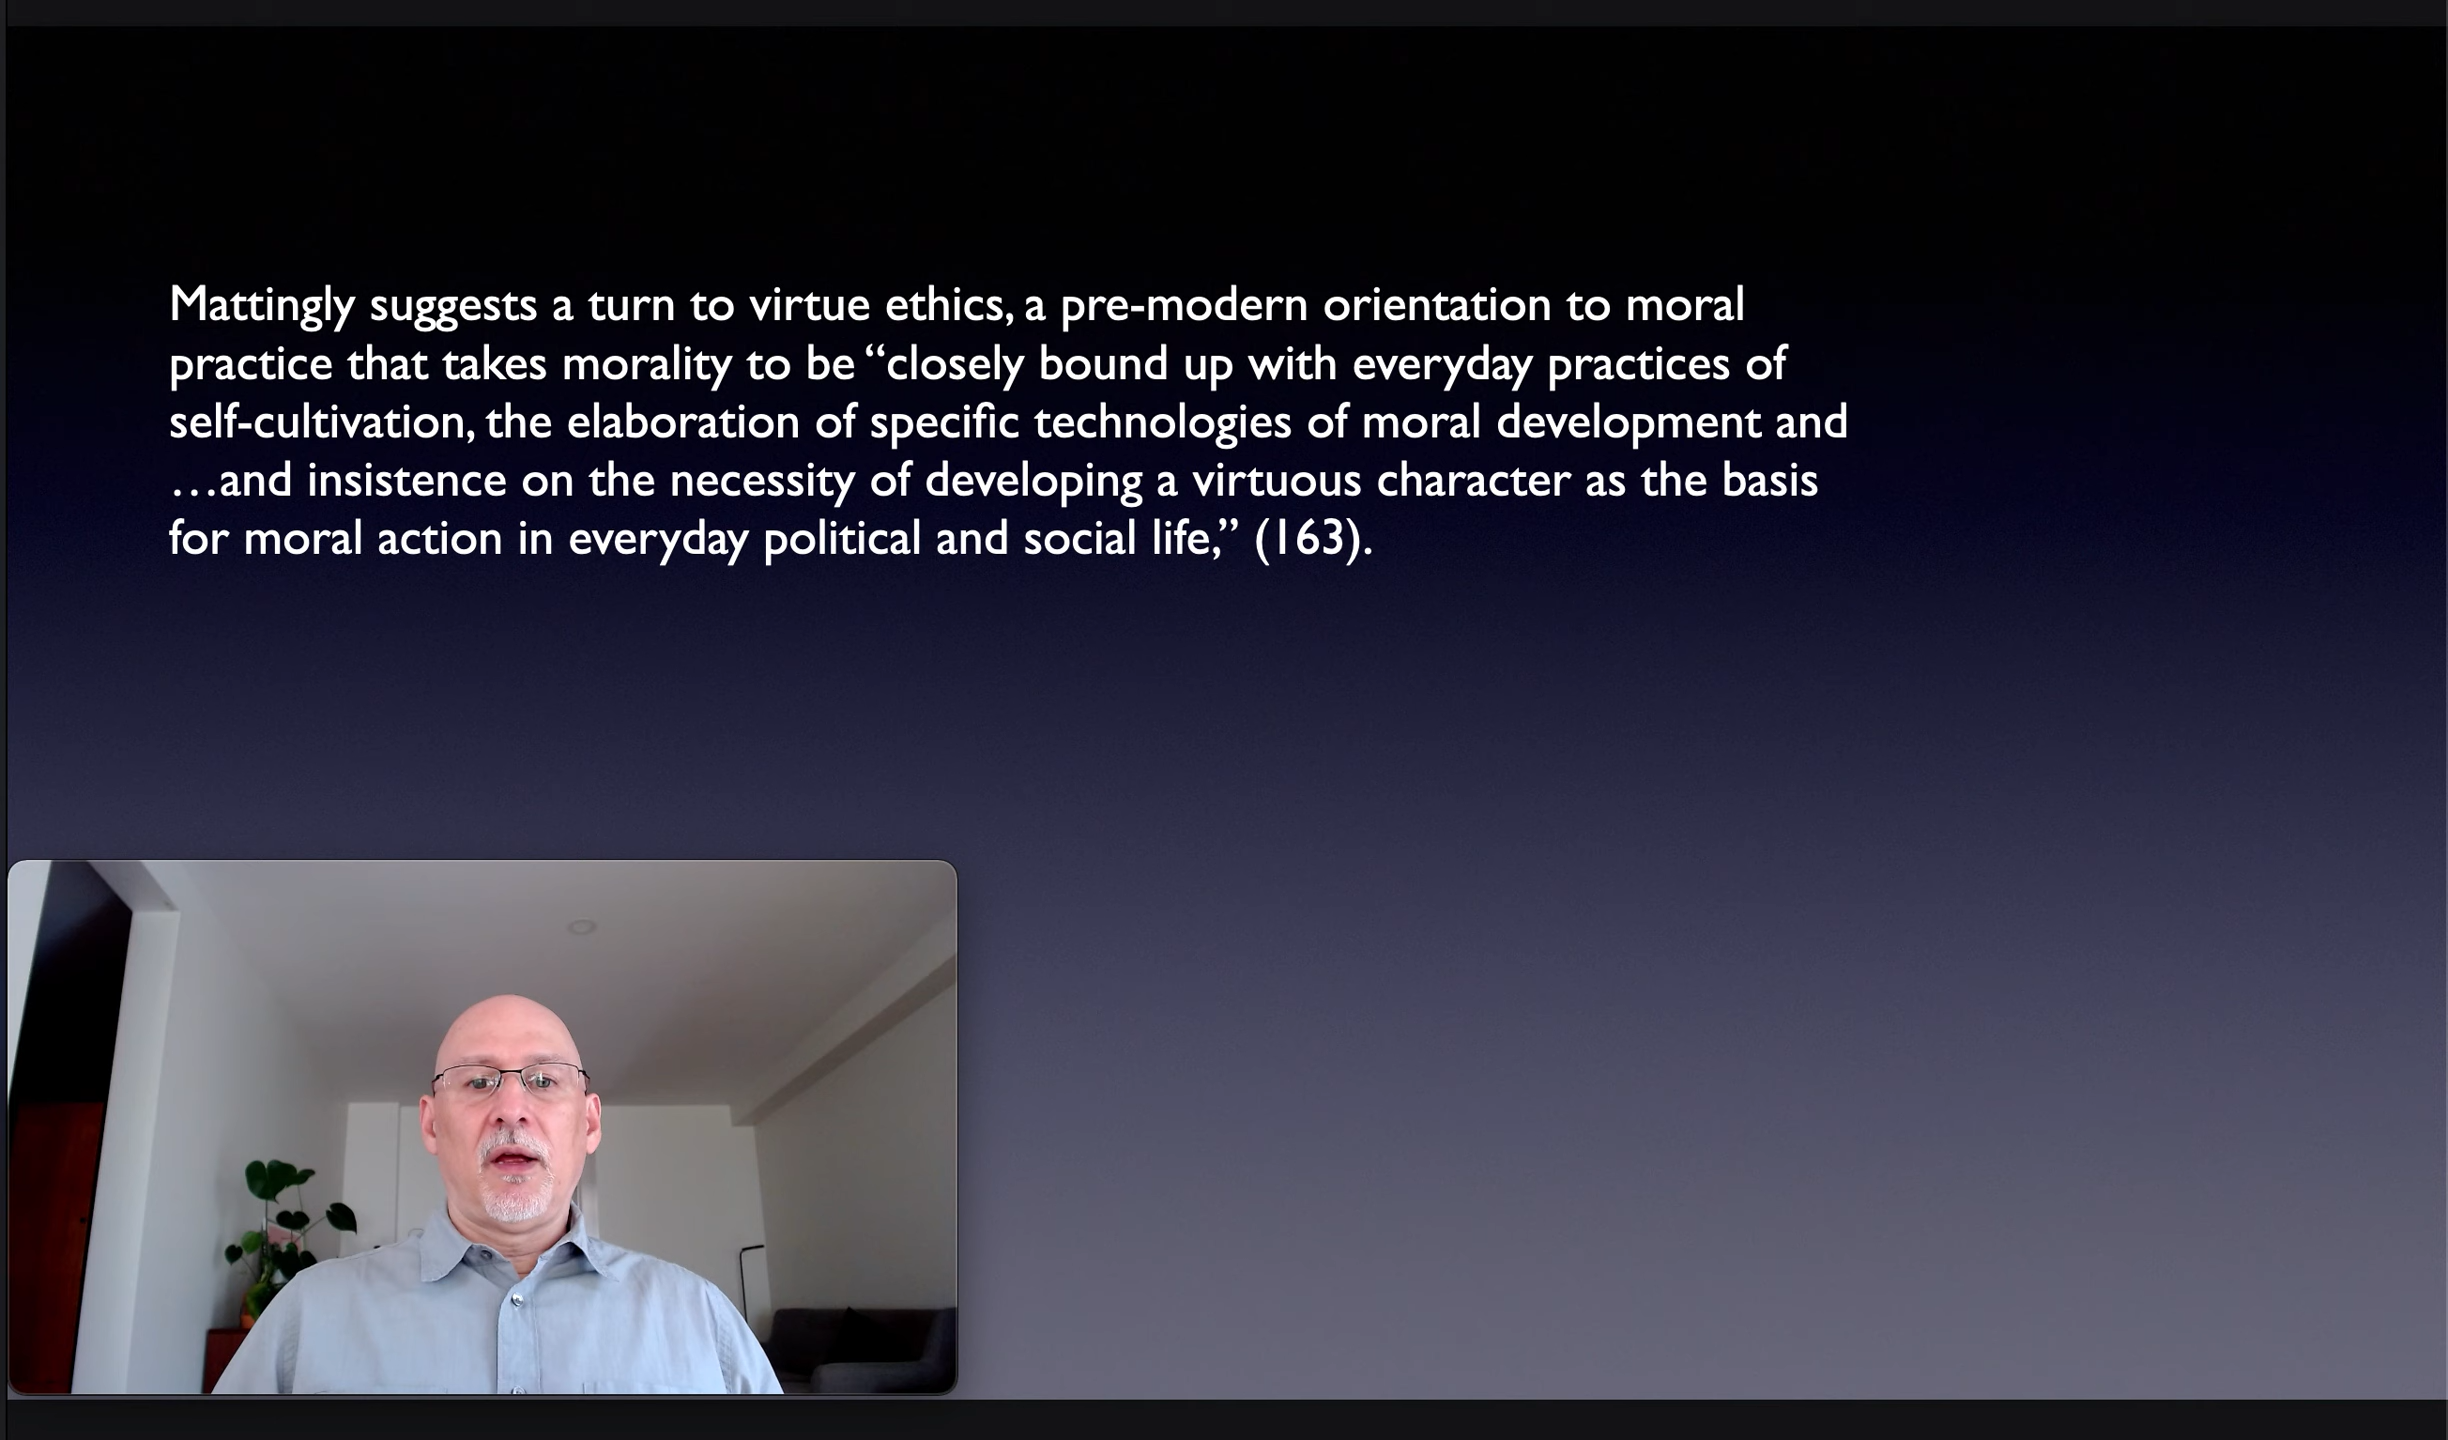 Mattingly suggests a turn to virtue ethics, a pre-modern orientation to moral
practice that takes morality to be “closely bound up with everyday practices of
self-cultivation, the elaboration of specific technologies of moral development and
…and insistence on the necessity of developing a virtuous character as the basis
for moral action in everyday political and social life,” (163).